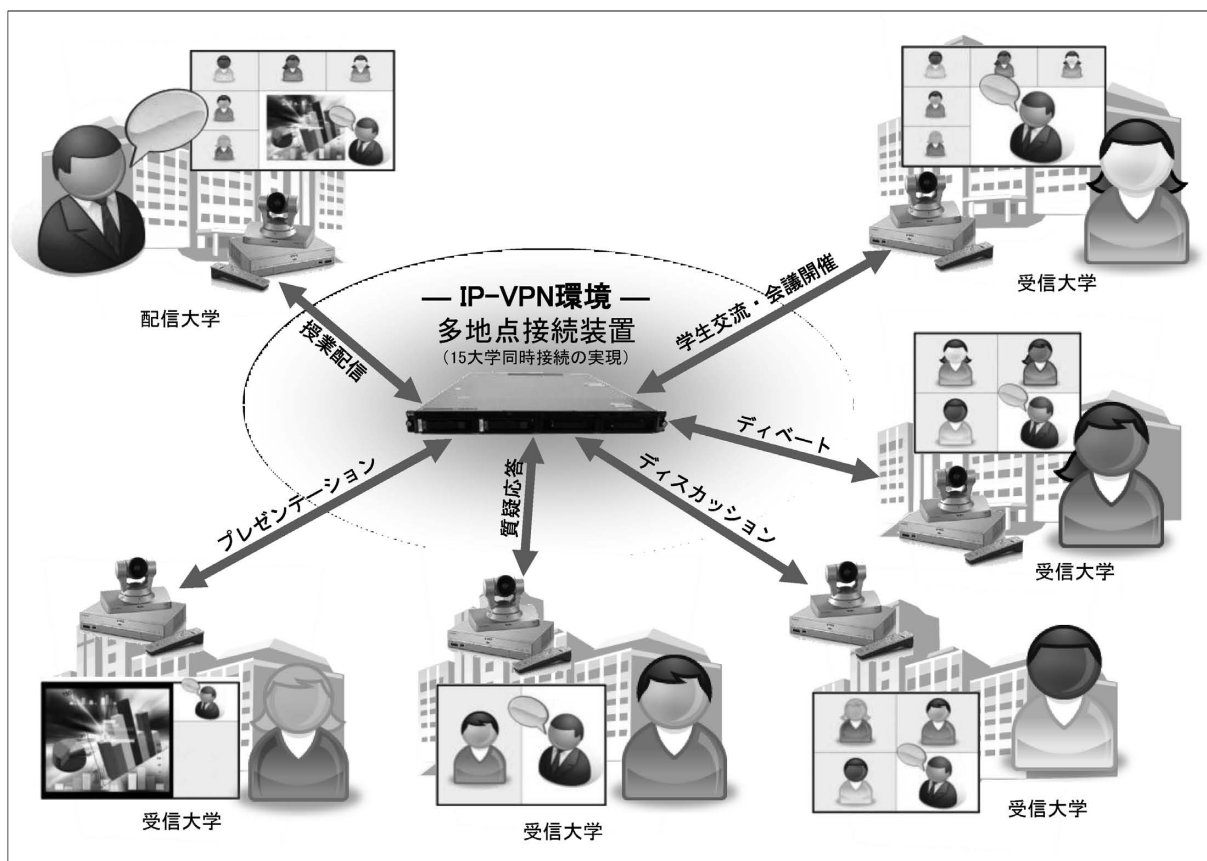 配信大学
授業配信
— IP-VPN環境 —
多地点接続装置
（15大学同時接続の実現）
学生交流・会議開催
受信大学
ディベート
受信大学
プレゼンテーション
質疑応答
ディスカッション
受信大学
受信大学
受信大学